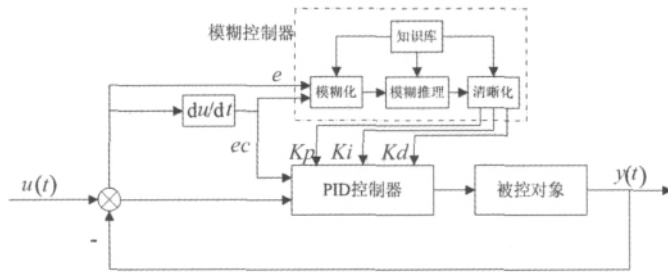 模糊控制器
知识库
e
模糊化
模糊推理
清晰化
du/dt
ec
Kp
Ki
Kd
u(t)
PID控制器
被控对象
y(t)
-